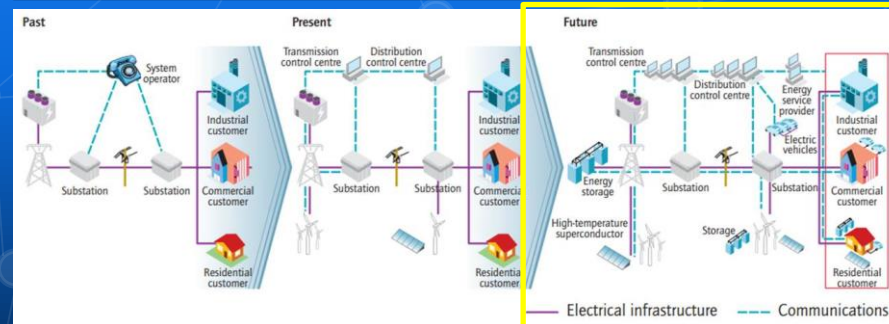 Past
System
operator
Substation
Substation
Industrial
customer
Commercial
customer
Residential
customer
Present
Transmission
control centre
Distribution
control centre
Substation
Substation
Industrial
customer
Commercial
customer
Residential
customer
Future
Transmission
control centre
Distribution
control centre
Energy
service
provider
Electric
vehicles
Energy
storage
Substation
Substation
High-temperature
superconductor
Storage
Industrial
customer
Commercial
customer
Residential
customer
Electrical infrastructure
Communications